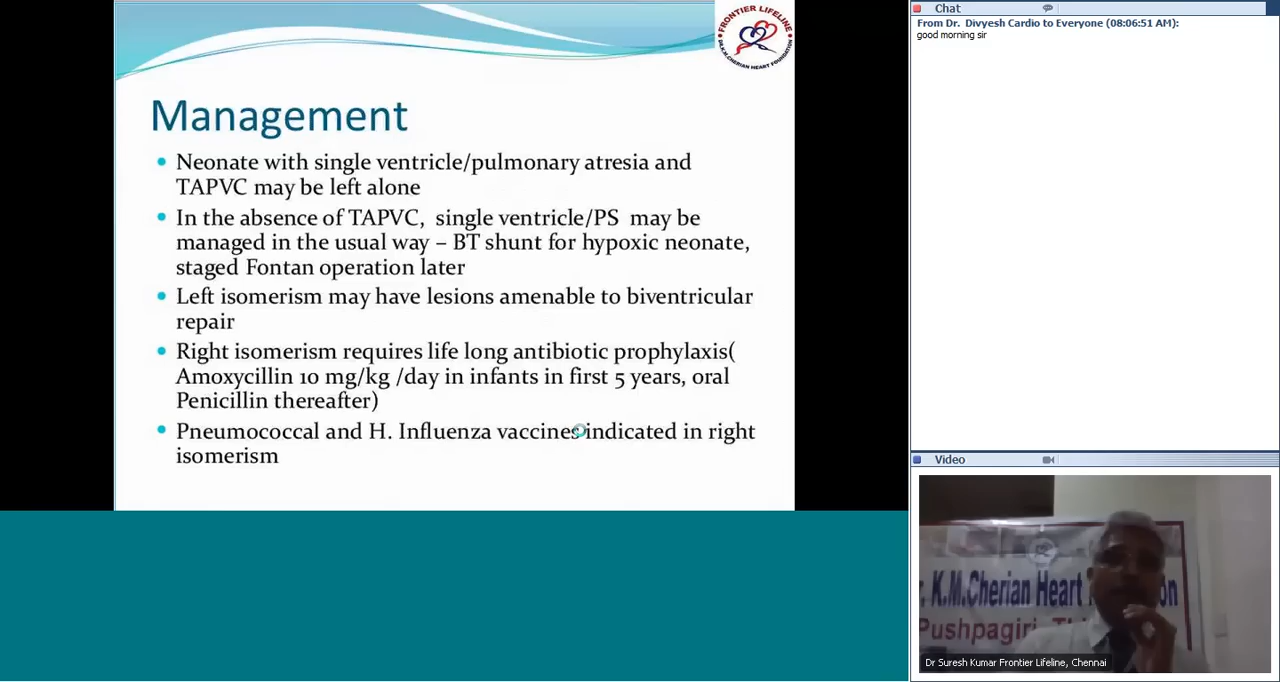 FRONTIER LIFELINE
DR.K.M.CHERIAN HEART FOUNDATION
Management
Neonate with single ventricle/pulmonary atresia and
TAPVC may be left alone
In the absence of TAPVC, single ventricle/PS may be
managed in the usual way – BT shunt for hypoxic neonate,
staged Fontan operation later
Left isomerism may have lesions amenable to biventricular
repair
Right isomerism requires life long antibiotic prophylaxis(
Amoxycillin 10 mg/kg /day in infants in first 5 years, oral
Penicillin thereafter)
Pneumococcal and H. Influenza vaccines indicated in right
isomerism
Chat
From Dr. Divyesh Cardio to Everyone (08:06:51 AM):
good morning sir
Video
K.M.Cherian Heart
Pushpagiri
Dr Suresh Kumar Frontier Lifeline, Chennai